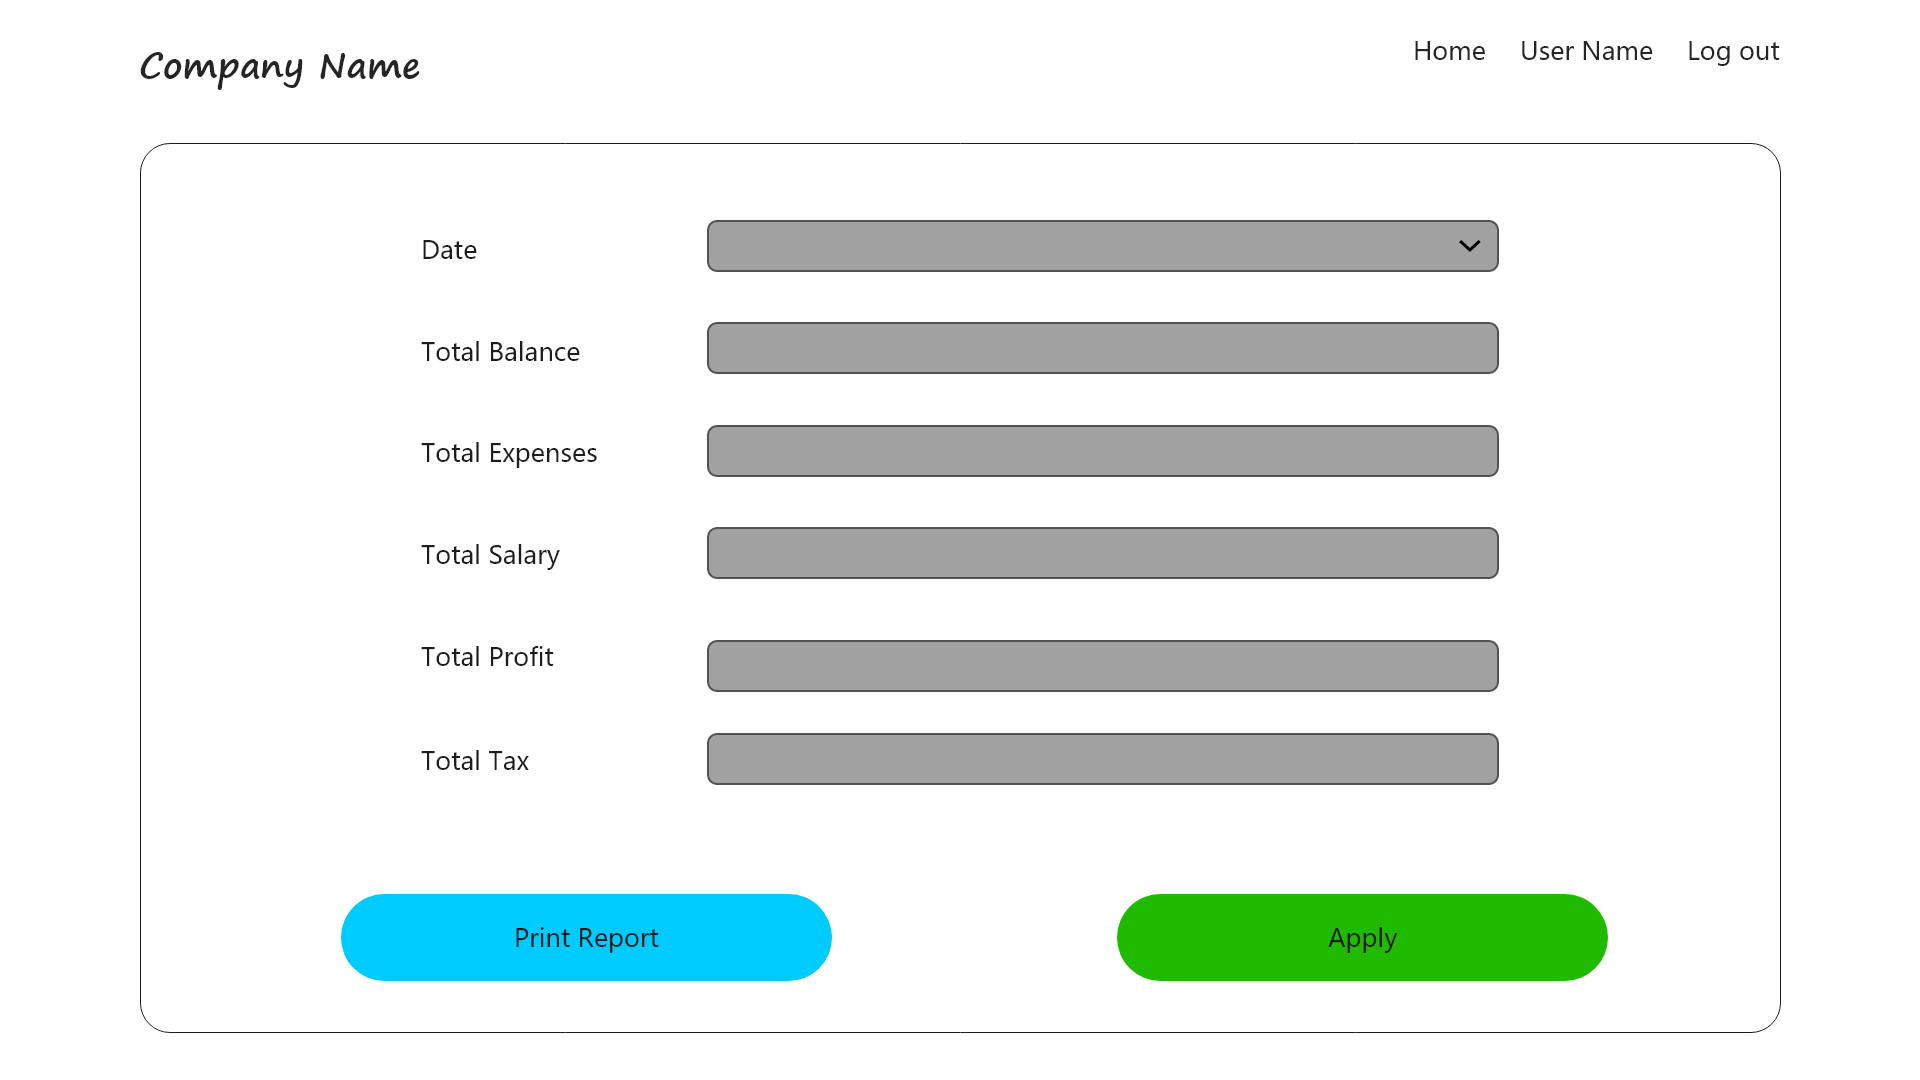 Company Name
Home User Name Log out
Date
Total Balance
Total Expenses
Total Salary
Total Profit
Total Tax
Print Report
Apply